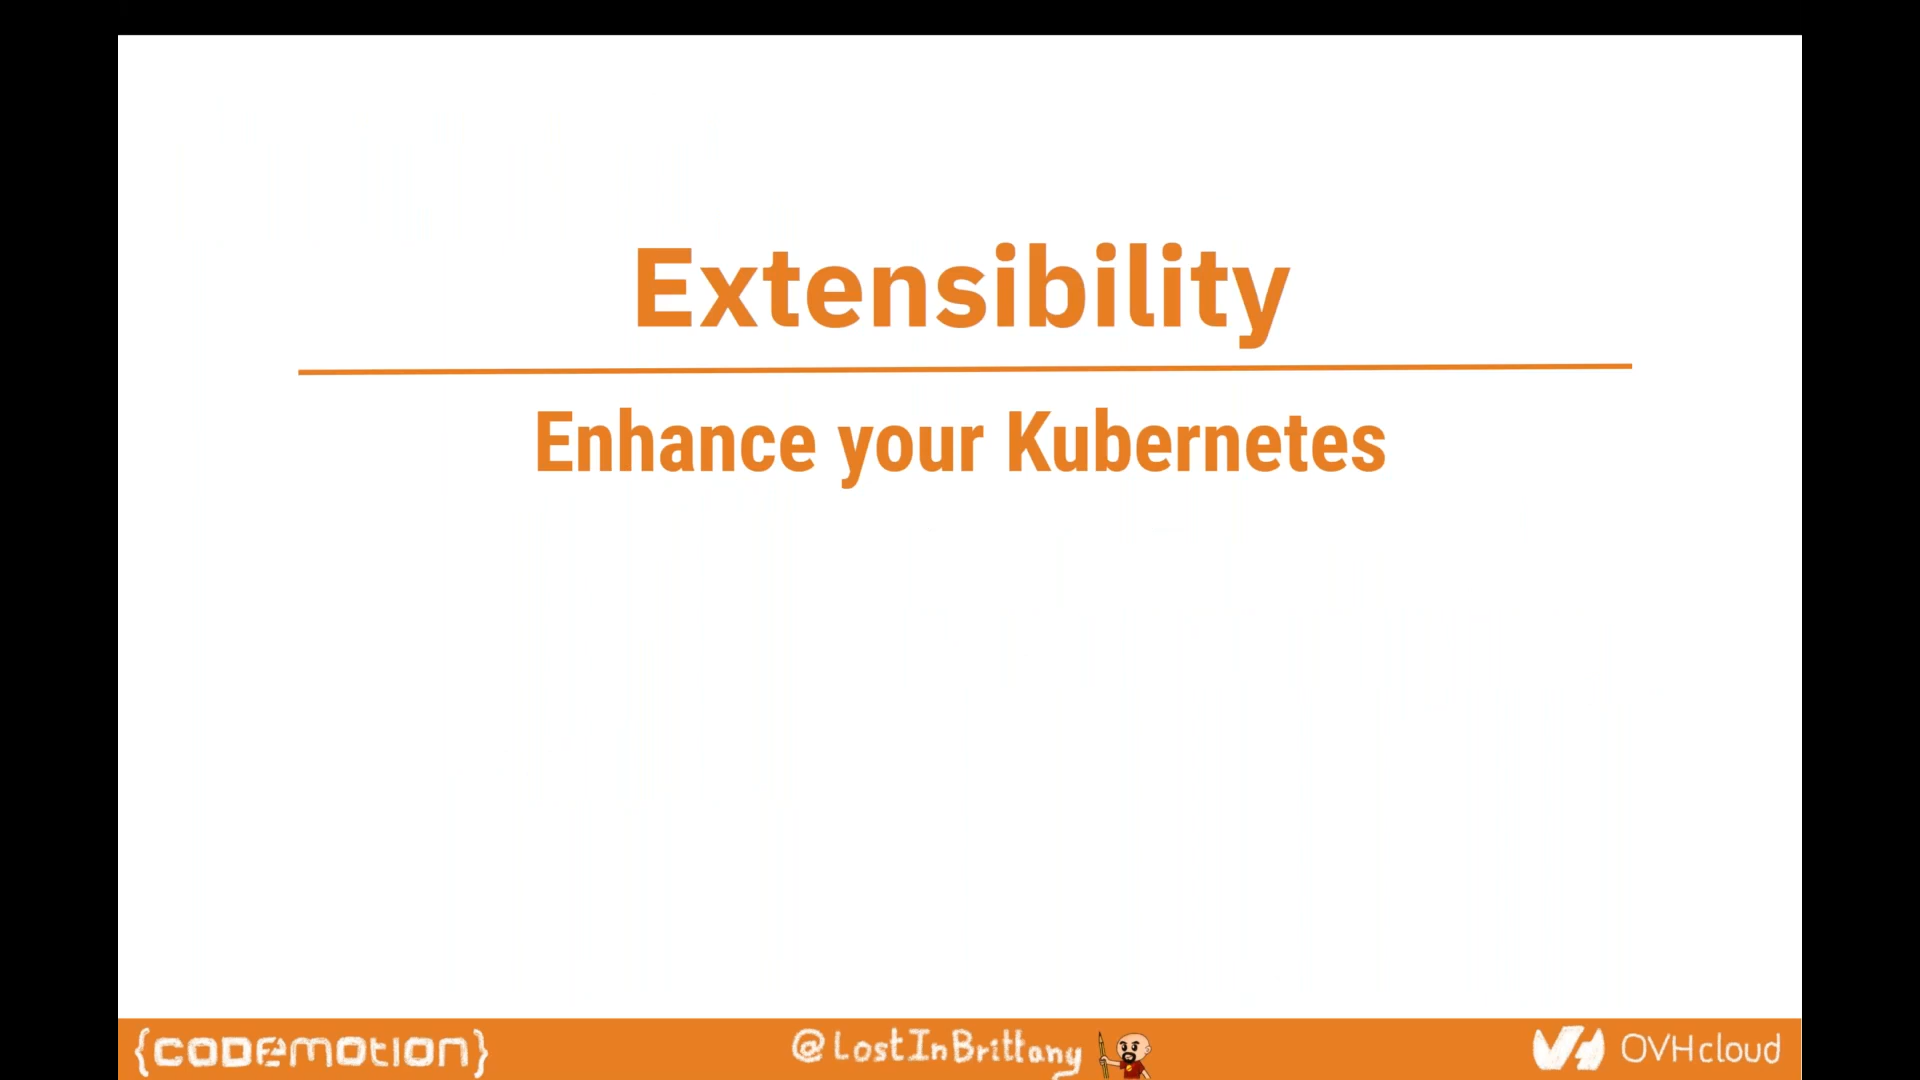 Extensibility
Enhance your Kubernetes
{CODEMOTION}
@LostInBrittany
OVHcloud